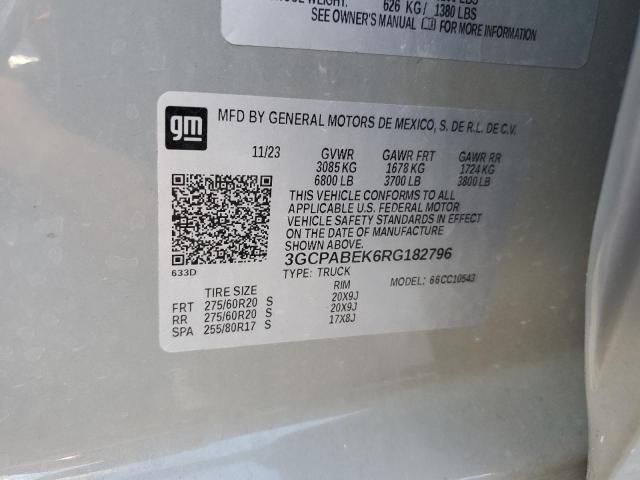 626 KG/ 1380 LBS
SEE OWNER'S MANUAL FOR MORE INFORMATION
gm
MFD BY GENERAL MOTORS DE MEXICO, S. DE R.L. DE C.V.
11/23 GVWR GAWR FRT GAWR RR
3085 KG 1678 KG 1724 KG
6800 LB 3700 LB 3800 LB
THIS VEHICLE CONFORMS TO ALL
APPLICABLE U.S. FEDERAL MOTOR
VEHICLE SAFETY STANDARDS IN EFFECT
ON THE DATE OF MANUFACTURE
SHOWN ABOVE.
3GCPABEK6RG182796
633D
TYPE: TRUCK MODEL: 66CC10543
TIRE SIZE RIM
FRT 275/60R20 S 20X9J
RR 275/60R20 S 20X9J
SPA 255/80R17 S 17X8J